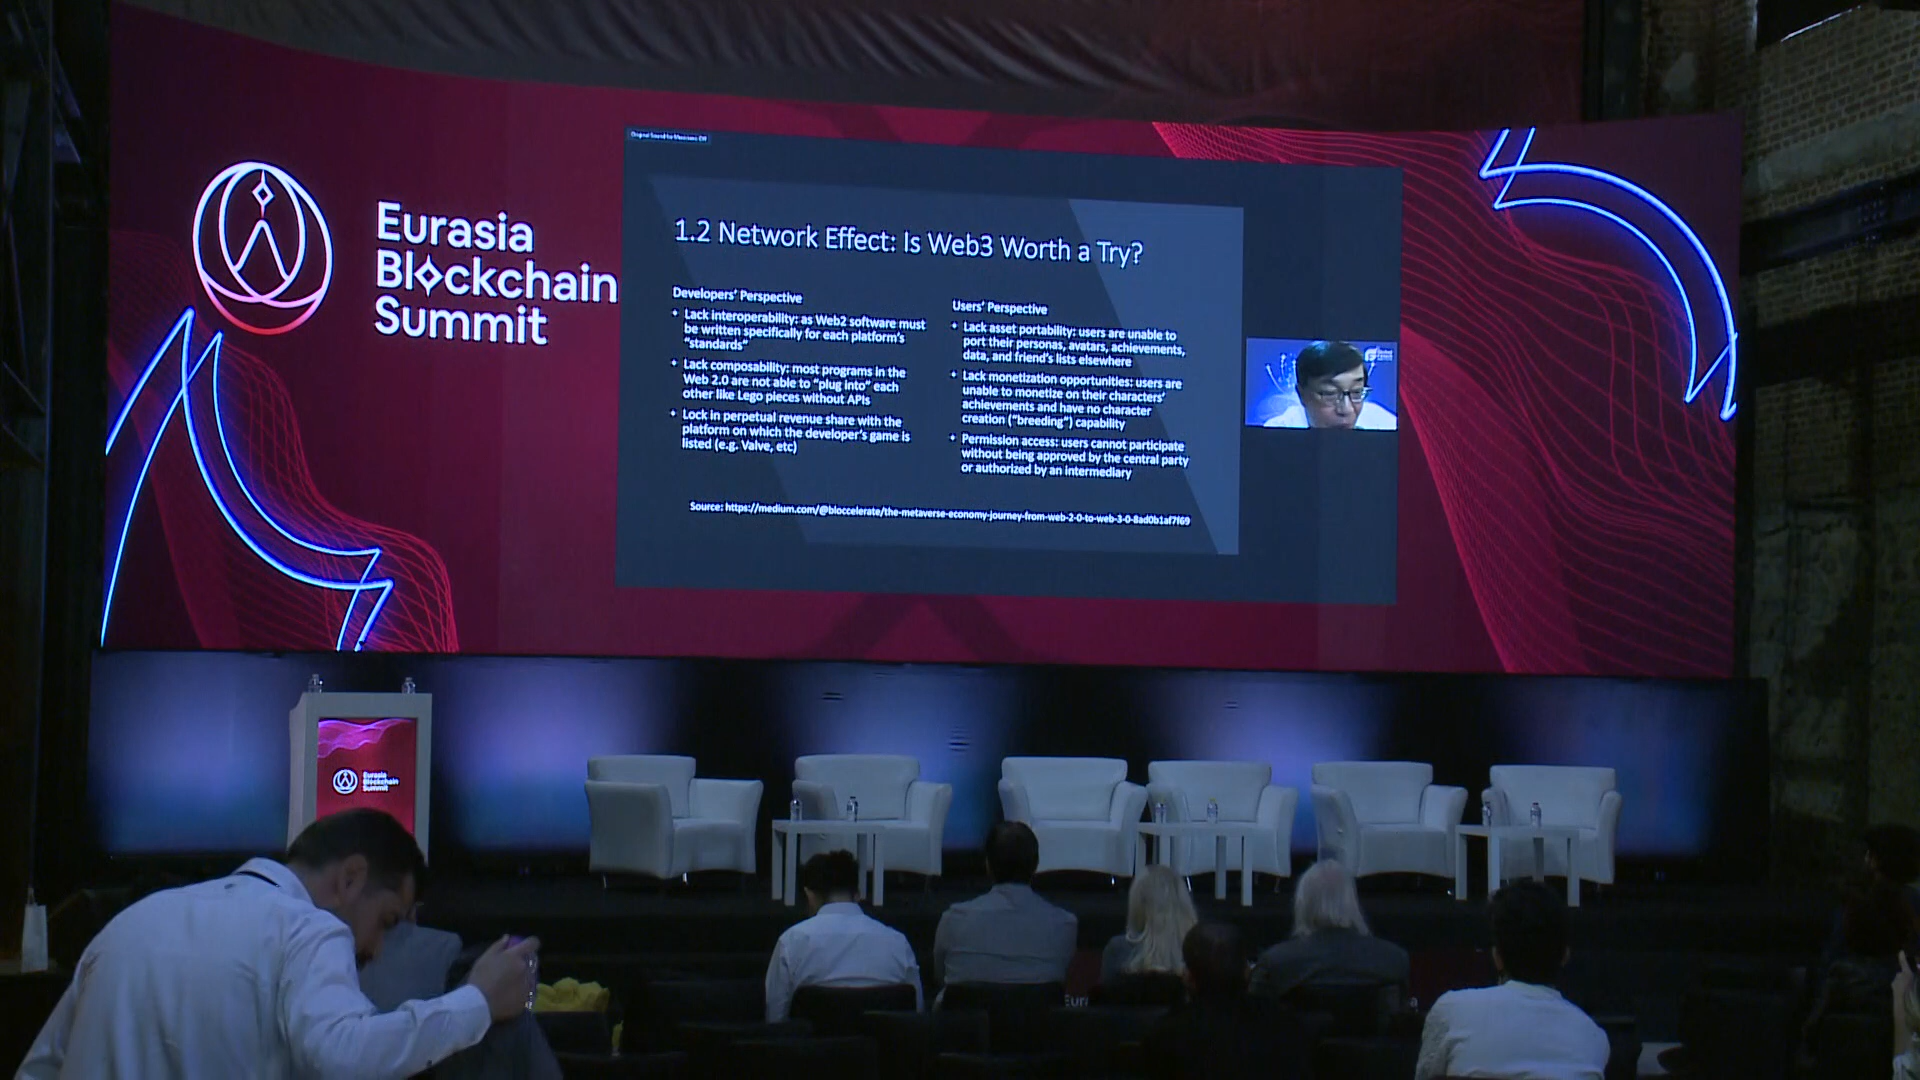 Eurasia
Blockchain
Summit
Original Sound for Musicians: Off
1.2 Network Effect: Is Web3 Worth a Try?
Developers' Perspective
• Lack interoperability: as Web2 software must
be written specifically for each platform's
"standards"
• Lack composability: most programs in the
Web 2.0 are not able to "plug into" each
other like Lego pieces without APIs
• Lock in perpetual revenue share with the
platform on which the developer's game is
listed (e.g. Valve, etc)
Users' Perspective
• Lack asset portability: users are unable to
port their personas, avatars, achievements,
data, and friend's lists elsewhere
• Lack monetization opportunities: users are
unable to monetize on their characters'
achievements and have no character
creation ("breeding") capability
• Permission access: users cannot participate
without being approved by the central party
or authorized by an intermediary
Source: https://medium.com/@bloccelerate/the-metaverse-economy-journey-from-web-2-0-to-web-3-0-8ad0b1af7f69
Eurasia
Blockchain
Summit
Eur